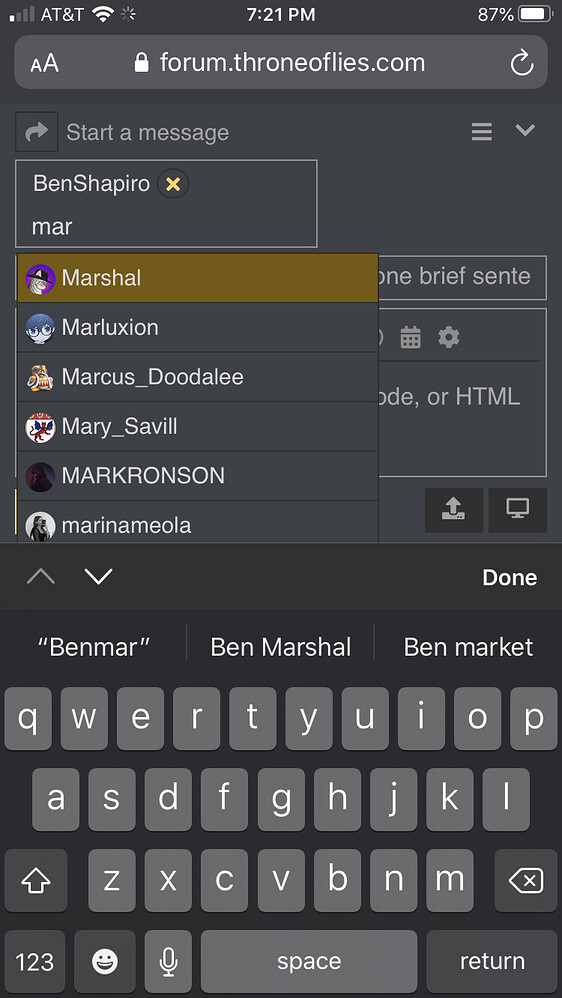 AT&T 7:21 PM 87%
AA forum.throneoflies.com
Start a message
BenShapiro
mar
Marshal
one brief sente
Marluxion
Marcus_Doodalee
ode, or HTML
Mary_Savill
MARKRONSON
marinameola
Done
“Benmar” Ben Marshal Ben market
q w e r t y u i o p
a s d f g h j k l
z x c v b n m
123 space return